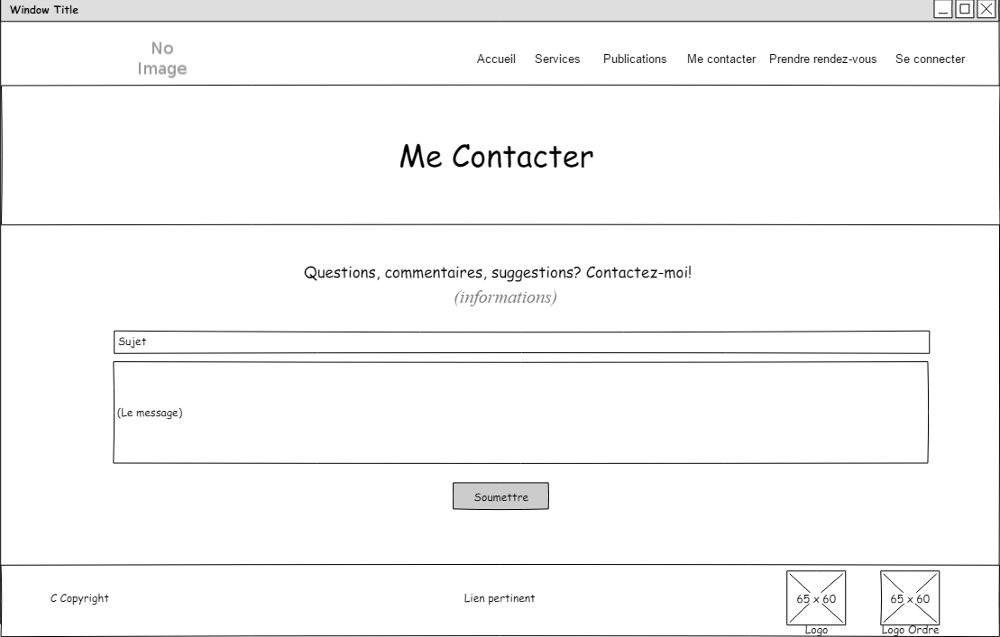 Window Title
No
Image
Accueil Services Publications Me contacter Prendre rendez-vous Se connecter
Me Contacter
Questions, commentaires, suggestions? Contactez-moi!
(informations)
Sujet
(Le message)
Soumettre
C Copyright
Lien pertinent
65 x 60
Logo
65 x 60
Logo Ordre